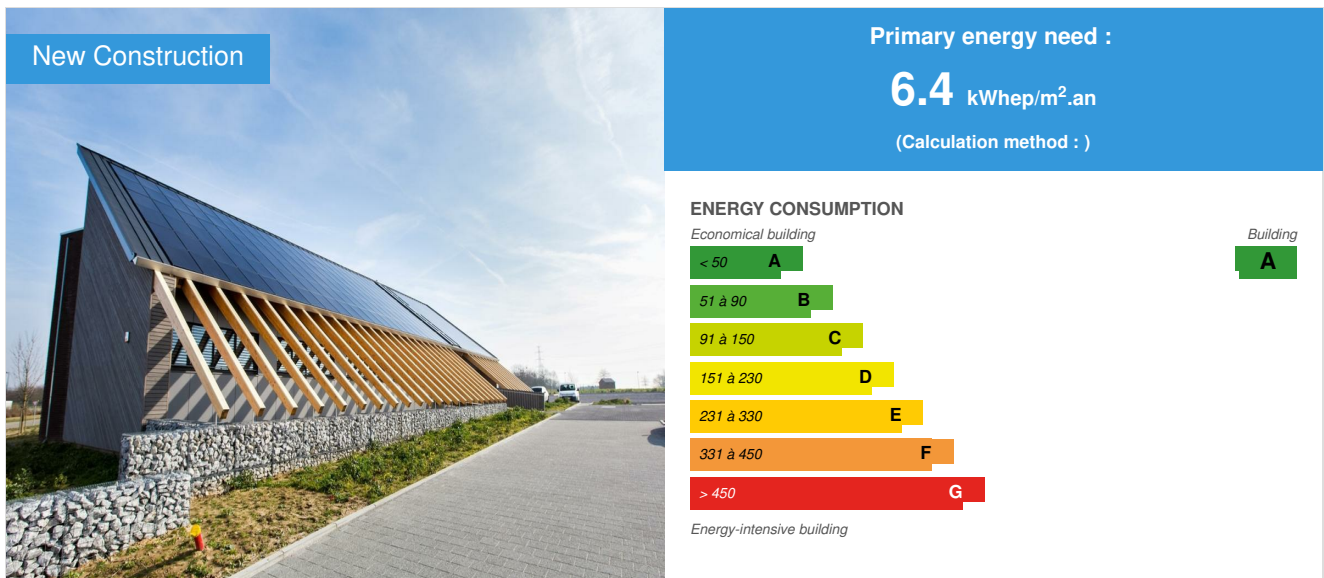 New Construction
Primary energy need :
6.4 kWhep/m².an
(Calculation method : )
ENERGY CONSUMPTION
Economical building
Building
< 50 A
A
51 à 90 B
91 à 150 C
151 à 230 D
231 à 330 E
331 à 450 F
> 450 G
Energy-intensive building